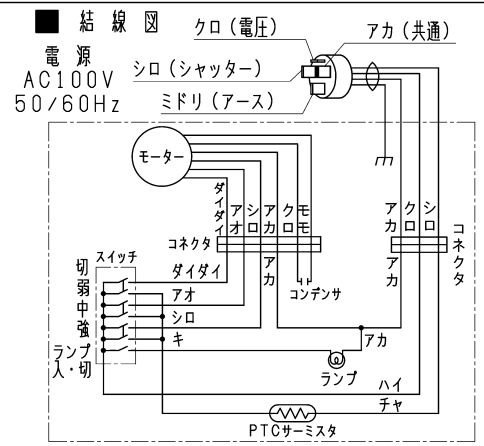 ■ 結線図
電源
AC100V
50/60Hz
クロ(電圧)
アカ(共通)
シロ(シャッター)
ミドリ(アース)
モーター
ダイダイ
アオ
シロ
アカ
クロ
モモ
アカ
クロ
シロ
コネクタ
コネクタ
アカ
アカ
コンデンサ
スイッチ
切
弱
中
強
ランプ
入・切
ダイダイ
アオ
シロ
キ
アカ
ランプ
ハイ
チャ
PTCサーミスタ